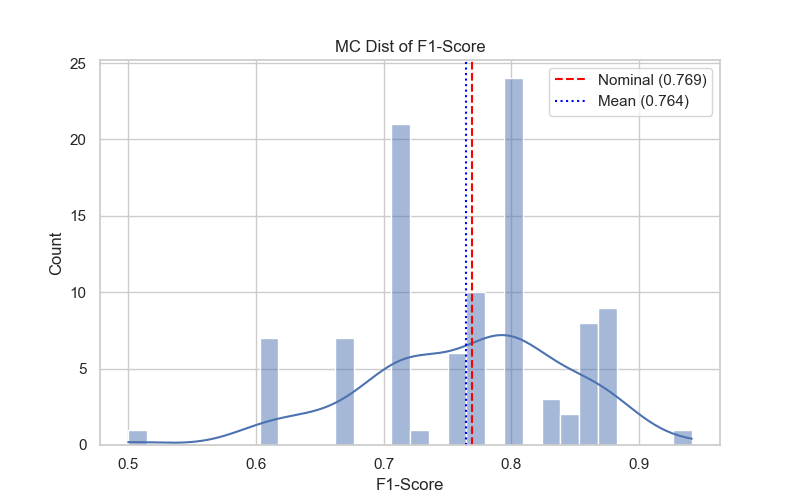 MC Dist of F1-Score
Nominal (0.769)
Mean (0.764)
Count
25
20
15
10
5
0
0.5 0.6 0.7 0.8 0.9
F1-Score